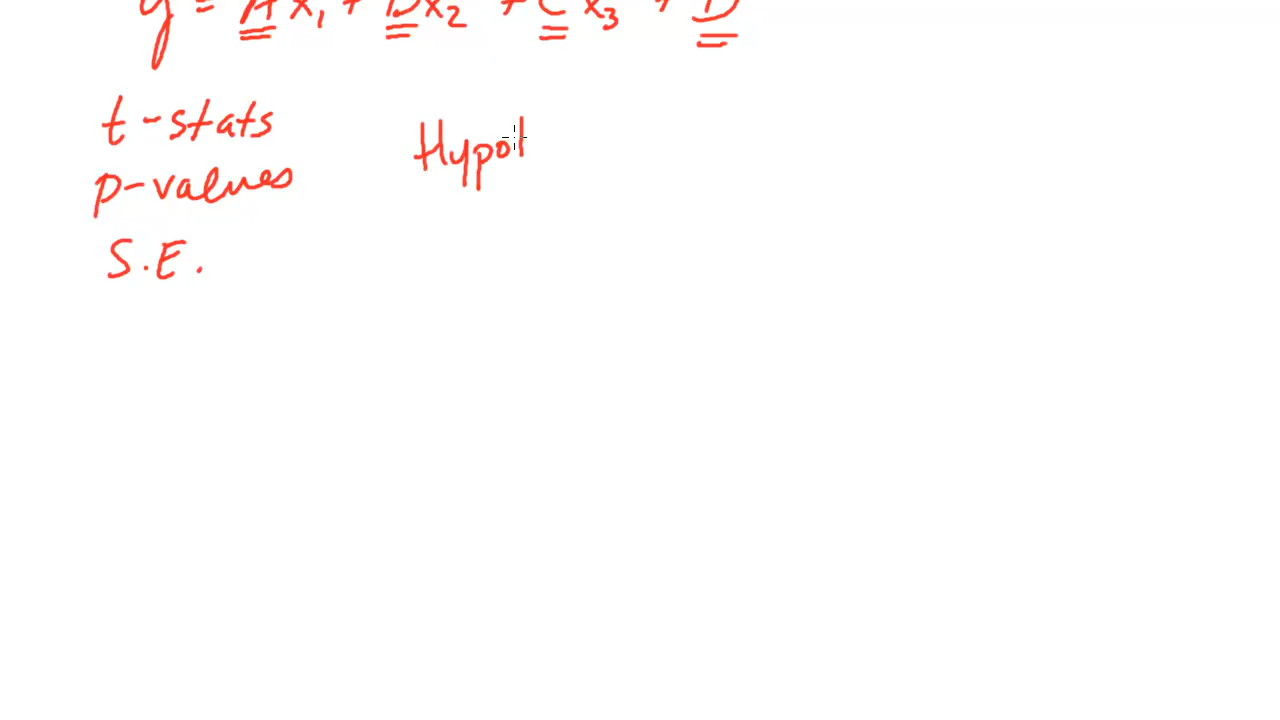 y = Ax₁ + Bx₂ + Cx₃ + D
t-stats
Hypot
p-values
S.E.